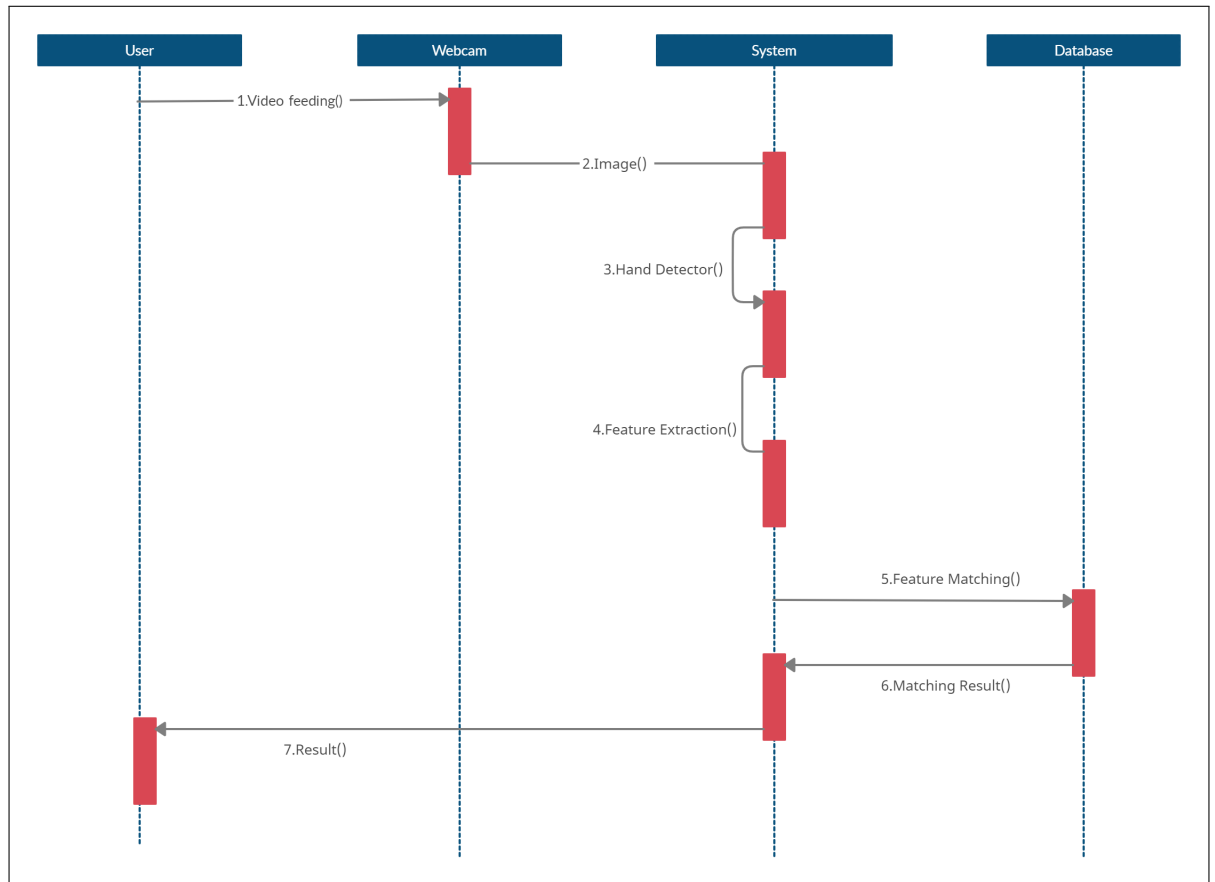 User
Webcam
System
Database
1.Video feeding()
2.Image()
3.Hand Detector()
4.Feature Extraction()
5.Feature Matching()
6.Matching Result()
7.Result()